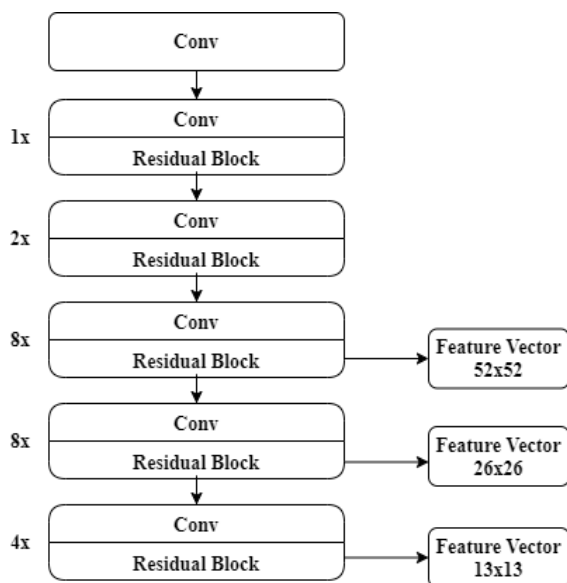 Conv
Conv
1x
Residual Block
Conv
2x
Residual Block
Conv
8x
Residual Block
Feature Vector
52x52
Conv
8x
Residual Block
Feature Vector
26x26
Conv
4x
Residual Block
Feature Vector
13x13